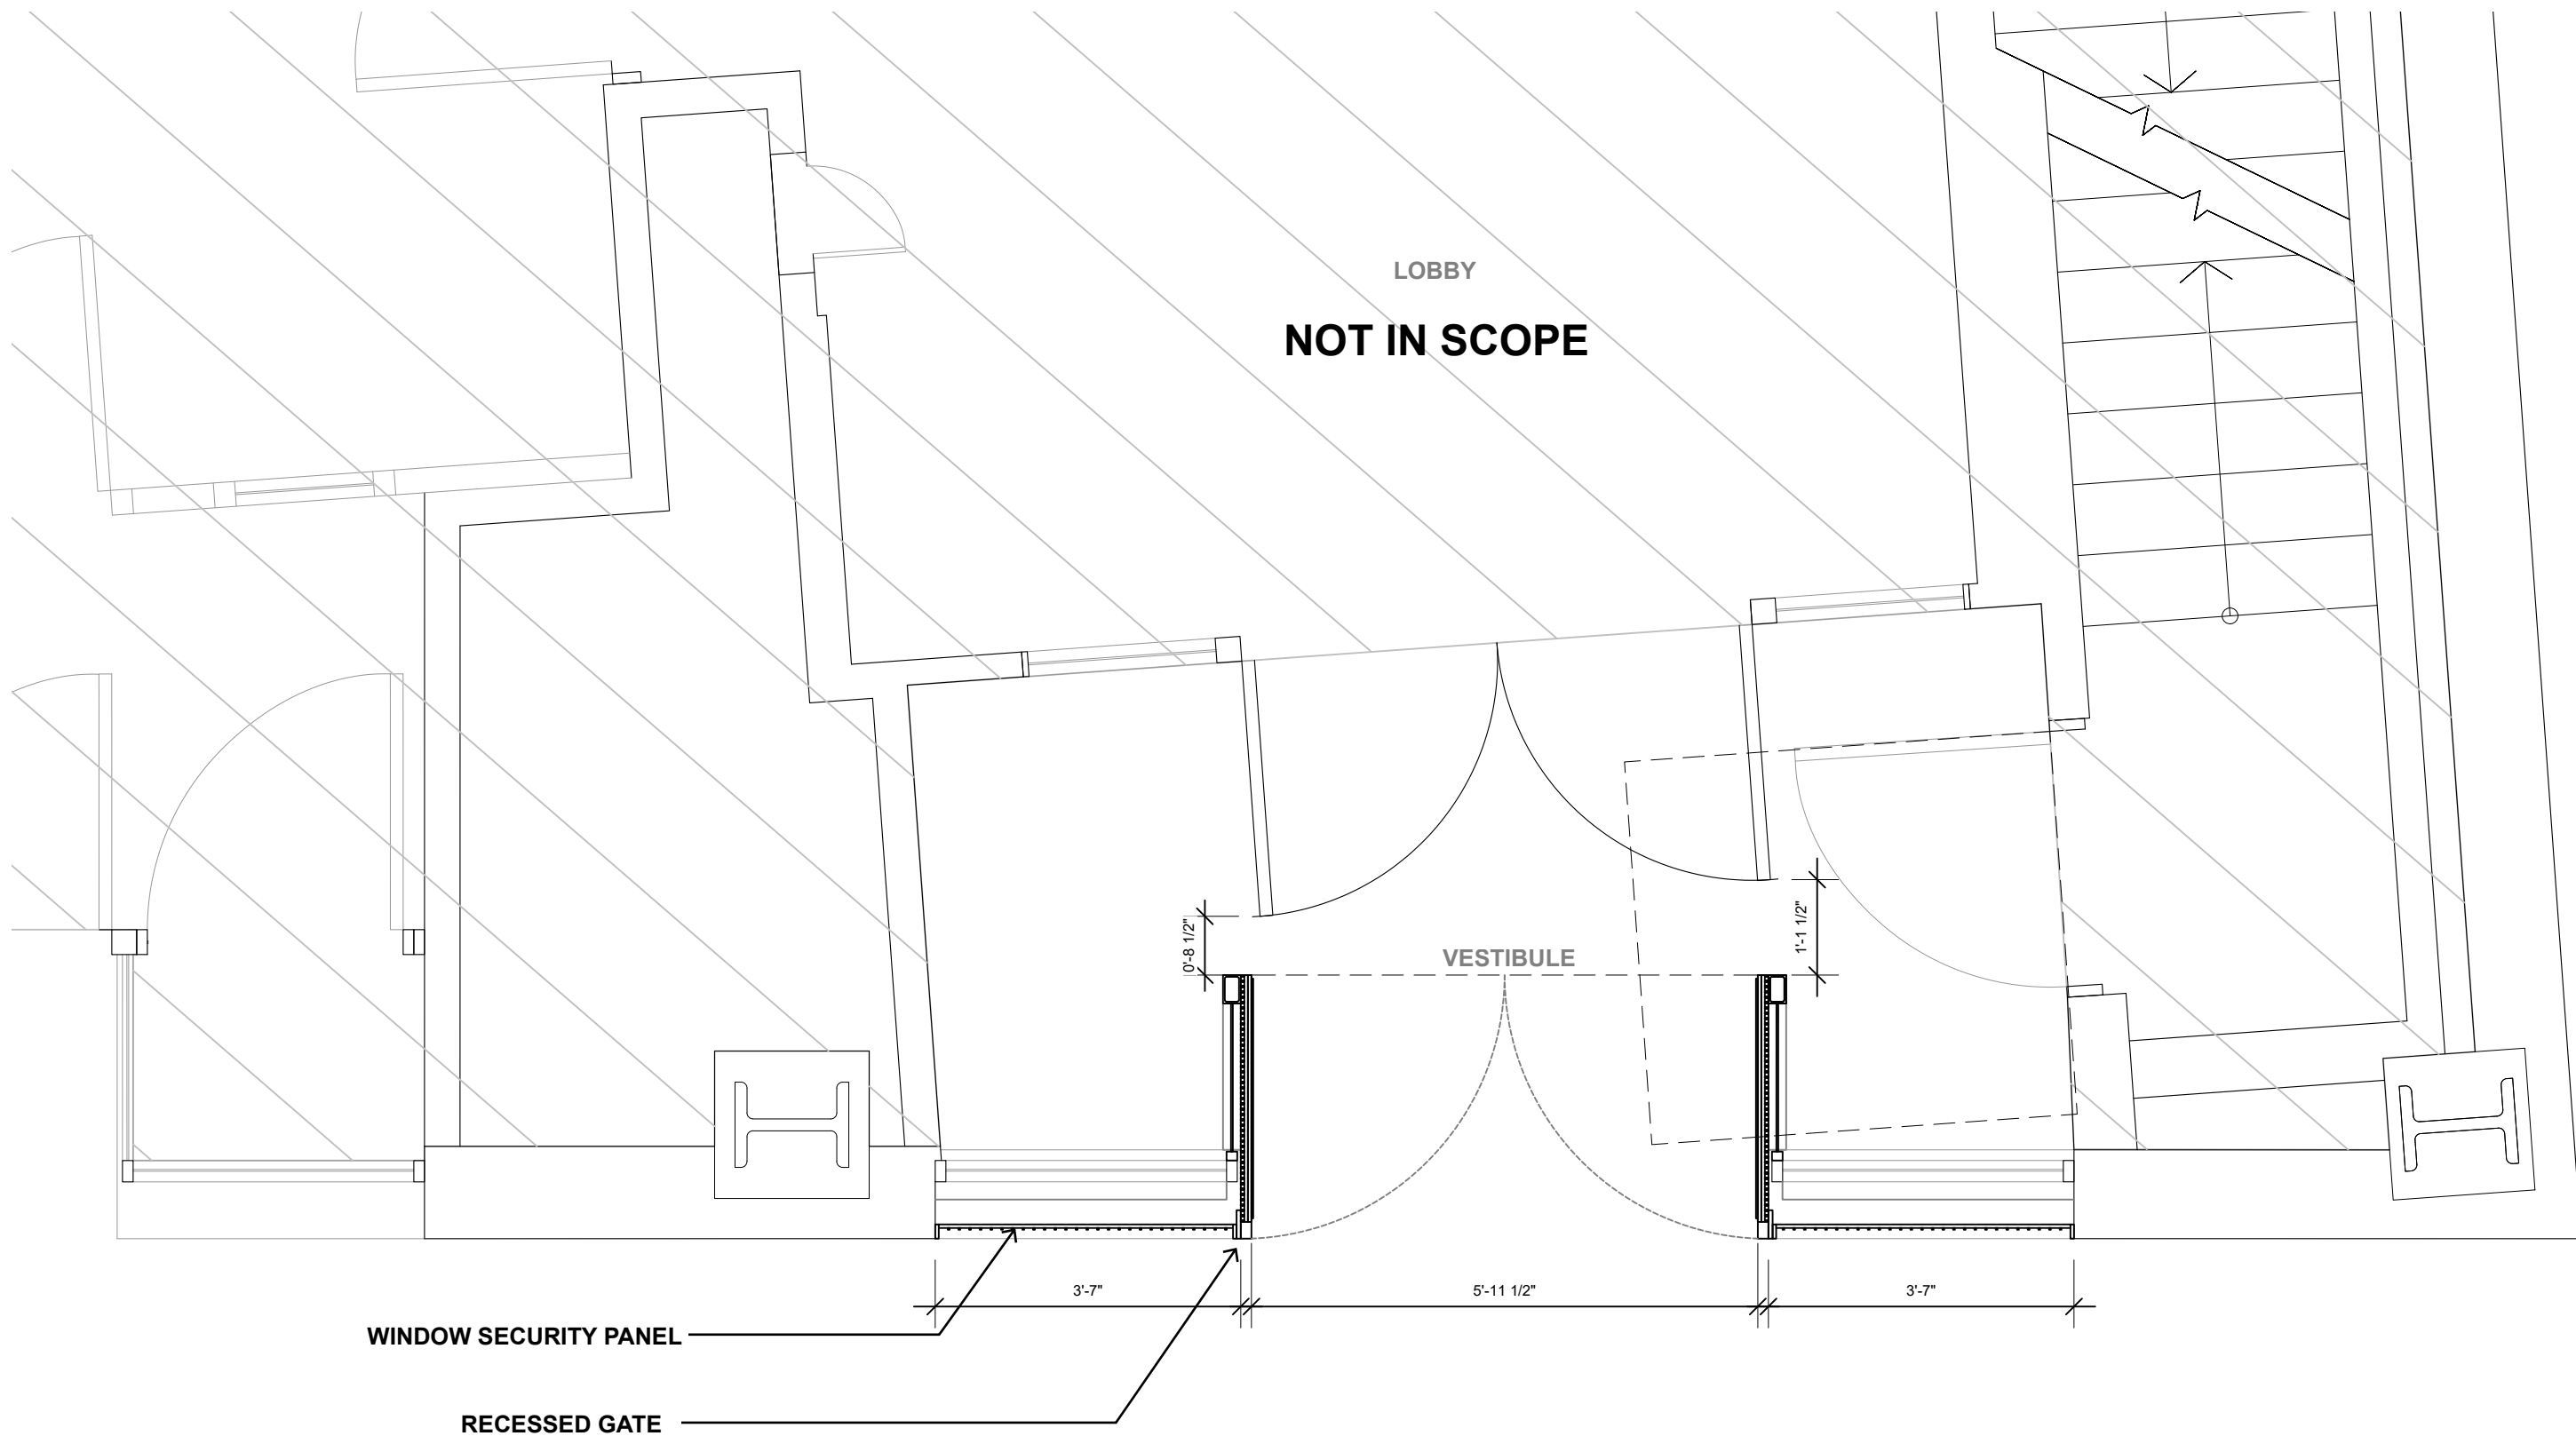 LOBBY
NOT IN SCOPE
0'-8 1/2"
1'-1 1/2"
VESTIBULE
3'-7"
5'-11 1/2"
3'-7"
WINDOW SECURITY PANEL
RECESSED GATE